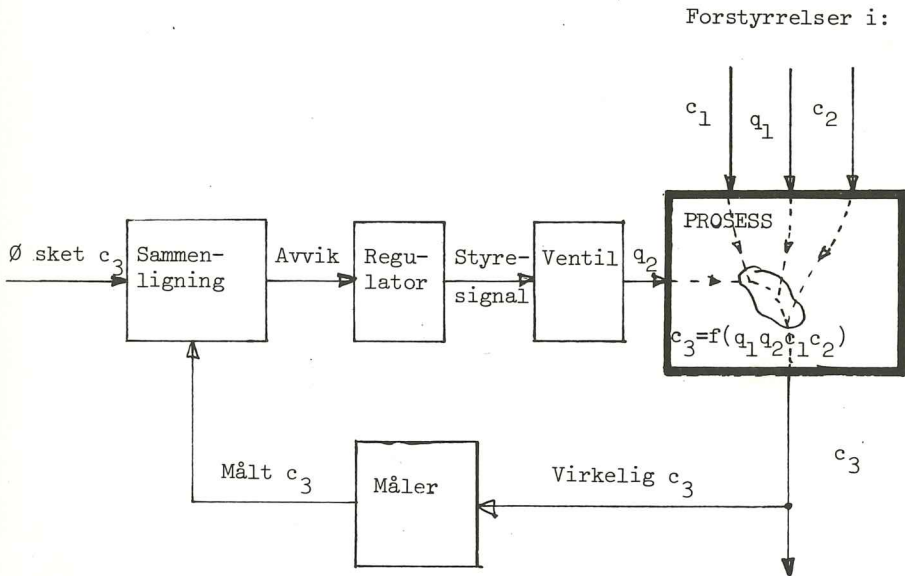 Forstyrrelser i:
c₁ q₁ c₂
PROSESS
Ø sket c₃
Sammen-
ligning
Avvik
Regu-
lator
Styre-
signal
Ventil
q₂
c₃=f(q₁q₂c₁c₂)
c₃
Målt c₃
Måler
Virkelig c₃